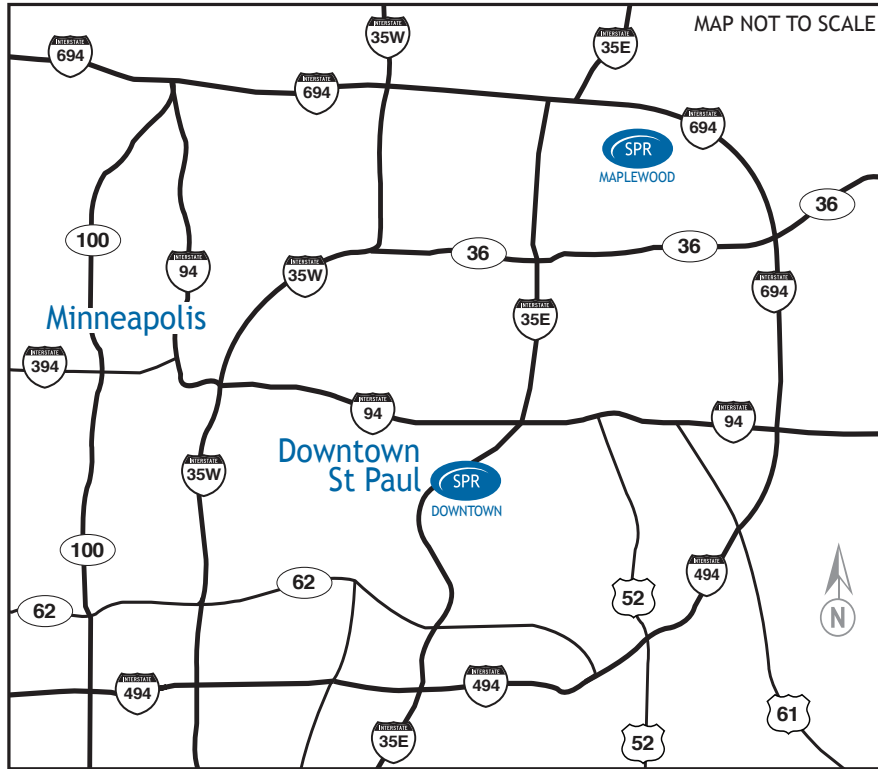 MAP NOT TO SCALE
INTERSTATE
35W
INTERSTATE
35E
INTERSTATE
694
INTERSTATE
694
INTERSTATE
694
SPR
MAPLEWOOD
36
100
36
36
INTERSTATE
94
INTERSTATE
35W
INTERSTATE
694
Minneapolis
INTERSTATE
35E
INTERSTATE
394
INTERSTATE
94
INTERSTATE
94
Downtown
St Paul
INTERSTATE
35W
SPR
DOWNTOWN
100
INTERSTATE
494
62
62
52
N
INTERSTATE
494
INTERSTATE
494
61
INTERSTATE
35E
52